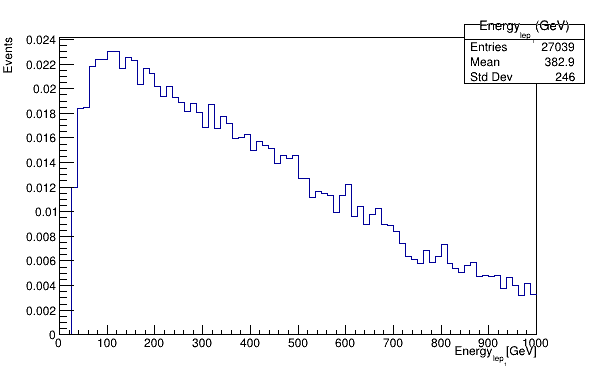 Energy_lep_1 (GeV)
Entries 27039
Mean 382.9
Std Dev 246
Events
0.024
0.022
0.02
0.018
0.016
0.014
0.012
0.01
0.008
0.006
0.004
0.002
0
0 100 200 300 400 500 600 700 800 900 1000
Energy_lep_1 [GeV]